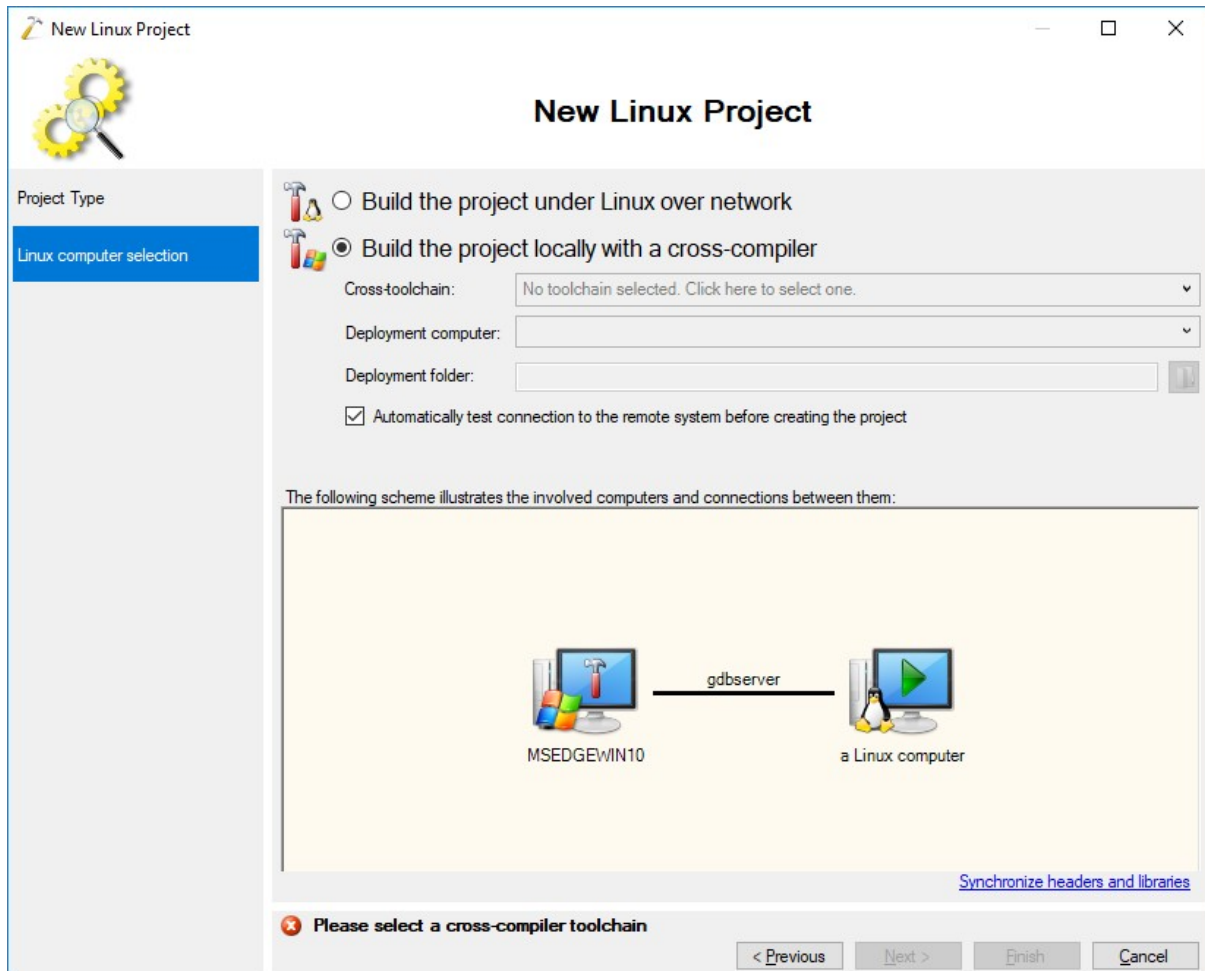 New Linux Project
New Linux Project
Project Type
Linux computer selection
Build the project under Linux over network
Build the project locally with a cross-compiler
Cross-toolchain: No toolchain selected. Click here to select one.
Deployment computer:
Deployment folder:
Automatically test connection to the remote system before creating the project
The following scheme illustrates the involved computers and connections between them:
gdbserver
MSEDGEWIN10 a Linux computer
Synchronize headers and libraries
Please select a cross-compiler toolchain
< Previous Next > Finish Cancel